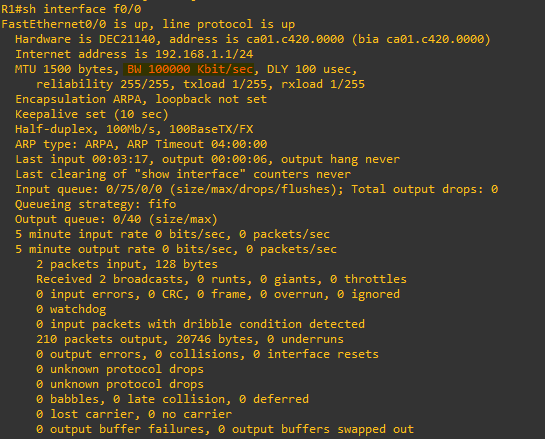 R1#sh interface f0/0
FastEthernet0/0 is up, line protocol is up
Hardware is DEC21140, address is ca01.c420.0000 (bia ca01.c420.0000)
Internet address is 192.168.1.1/24
MTU 1500 bytes, BW 100000 Kbit/sec, DLY 100 usec,
reliability 255/255, txload 1/255, rxload 1/255
Encapsulation ARPA, loopback not set
Keepalive set (10 sec)
Half-duplex, 100Mb/s, 100BaseTX/FX
ARP type: ARPA, ARP Timeout 04:00:00
Last input 00:03:17, output 00:00:06, output hang never
Last clearing of "show interface" counters never
Input queue: 0/75/0/0 (size/max/drops/flushes); Total output drops: 0
Queueing strategy: fifo
Output queue: 0/40 (size/max)
5 minute input rate 0 bits/sec, 0 packets/sec
5 minute output rate 0 bits/sec, 0 packets/sec
2 packets input, 128 bytes
Received 2 broadcasts, 0 runts, 0 giants, 0 throttles
0 input errors, 0 CRC, 0 frame, 0 overrun, 0 ignored
0 watchdog
0 input packets with dribble condition detected
210 packets output, 20746 bytes, 0 underruns
0 output errors, 0 collisions, 0 interface resets
0 unknown protocol drops
0 unknown protocol drops
0 babbles, 0 late collision, 0 deferred
0 lost carrier, 0 no carrier
0 output buffer failures, 0 output buffers swapped out